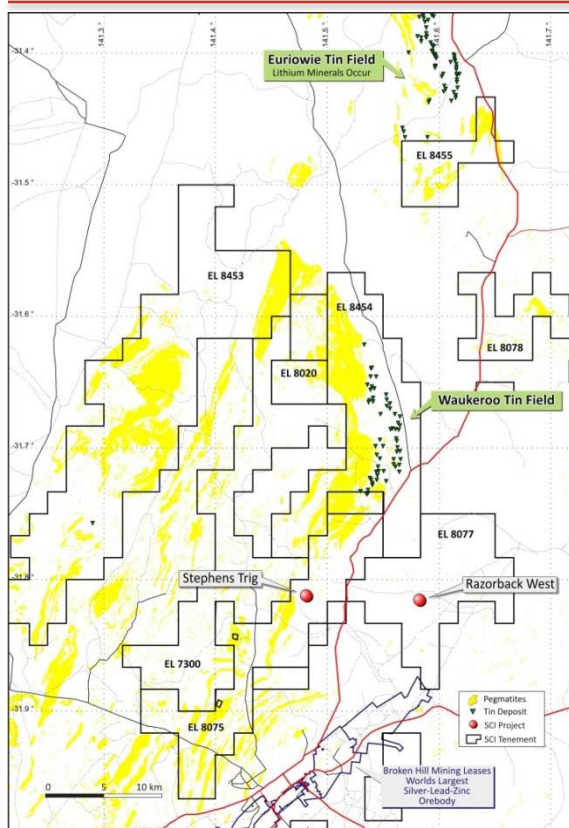 141.3
141.4
141.5
141.6
141.7
-31.4
Euriowie Tin Field
Lithium Minerals Occur
EL 8455
-31.5
EL 8453
EL 8454
-31.6
EL 8020
EL 8078
Waukeroo Tin Field
-31.7
EL 8077
-31.8
Stephens Trig
Razorback West
EL 7300
-31.9
EL 8075
Pegmatites
Tin Deposit
SCI Project
SCI Tenement
0 5 10 km
Broken Hill Mining Leases
Worlds Largest
Silver-Lead-Zinc
Orebody